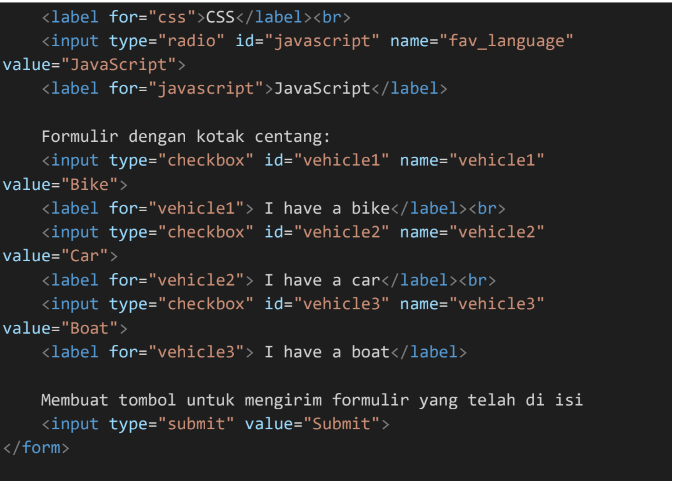 <label for="css">CSS</label><br>
<input type="radio" id="javascript" name="fav_language"
value="JavaScript">
<label for="javascript">JavaScript</label>
Formulir dengan kotak centang:
<input type="checkbox" id="vehicle1" name="vehicle1"
value="Bike">
<label for="vehicle1"> I have a bike</label><br>
<input type="checkbox" id="vehicle2" name="vehicle2"
value="Car">
<label for="vehicle2"> I have a car</label><br>
<input type="checkbox" id="vehicle3" name="vehicle3"
value="Boat">
<label for="vehicle3"> I have a boat</label>
Membuat tombol untuk mengirim formulir yang telah di isi
<input type="submit" value="Submit">
</form>